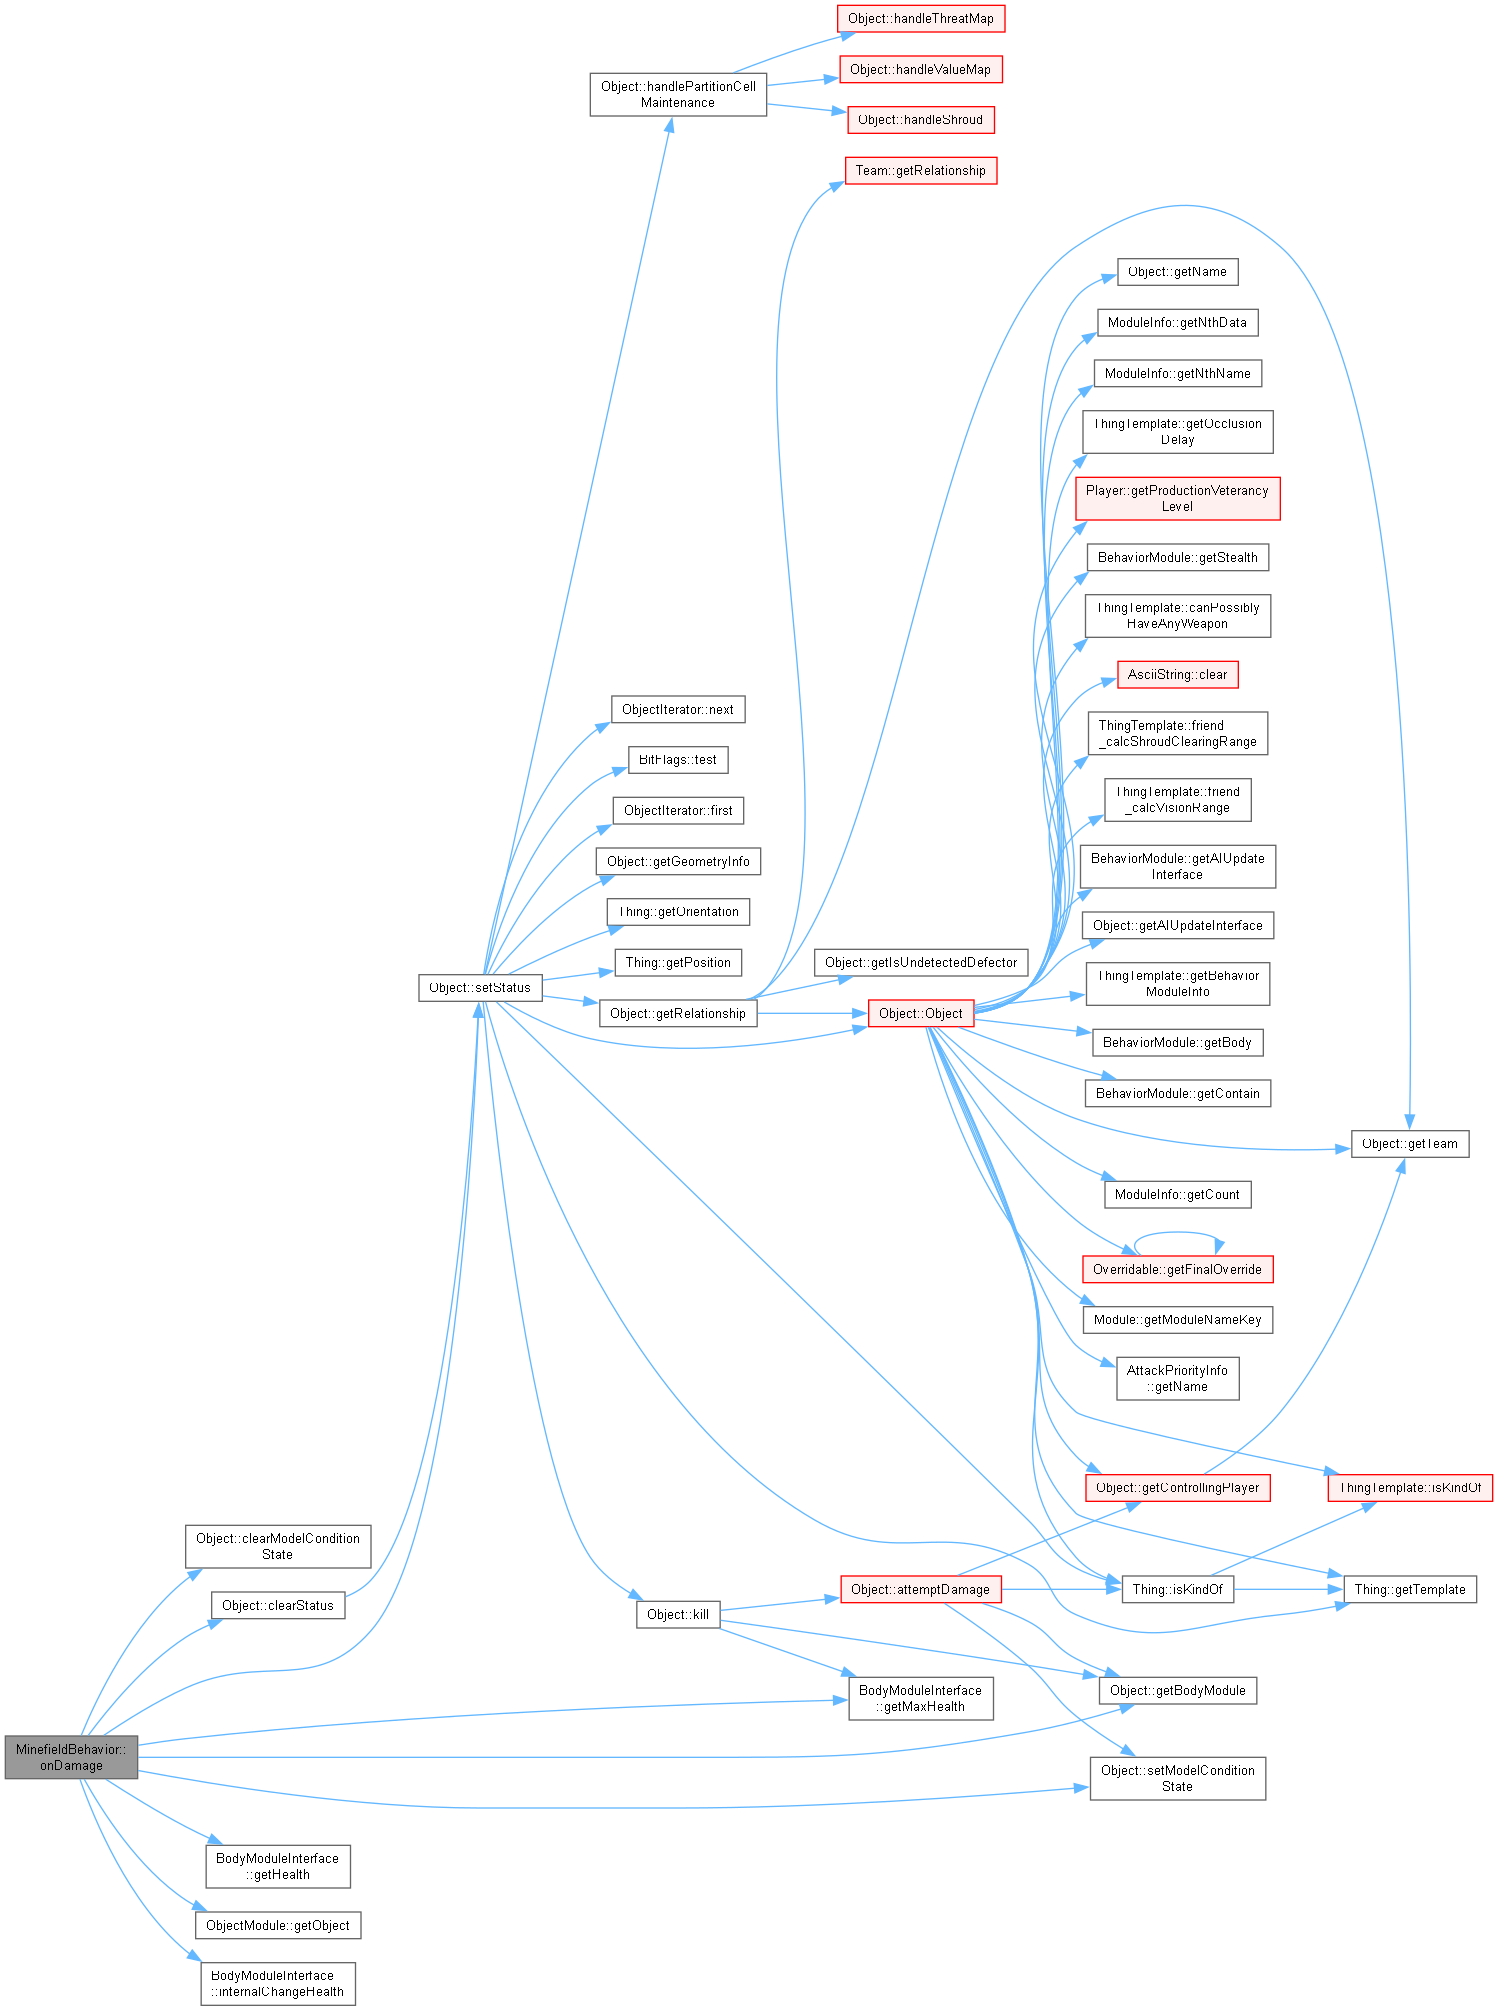 Object::handleThreatMap
Object::handlePartitionCell
Maintenance
Object::handleValueMap
Object::handleShroud
Team::getRelationship
Object::getName
ModuleInfo::getNthData
ModuleInfo::getNthName
ThingTemplate::getOcclusion
Delay
Player::getProductionVeterancy
Level
BehaviorModule::getStealth
ThingTemplate::canPossibly
HaveAnyWeapon
AsciiString::clear
ThingTemplate::friend
_calcShroudClearingRange
ThingTemplate::friend
_calcVisionRange
BehaviorModule::getAIUpdate
Interface
Object::getAIUpdateInterface
ThingTemplate::getBehavior
ModuleInfo
BehaviorModule::getBody
BehaviorModule::getContain
ObjectIterator::next
BitFlags::test
ObjectIterator::first
Object::getGeometryInfo
Thing::getOrientation
Thing::getPosition
Object::setStatus
Object::getRelationship
Object::getIsUndetectedDefector
Object::Object
Object::getTeam
ModuleInfo::getCount
Overridable::getFinalOverride
Module::getModuleNameKey
AttackPriorityInfo
::getName
Object::getControllingPlayer
ThingTemplate::isKindOf
Object::clearModelCondition
State
Object::clearStatus
Object::kill
Object::attemptDamage
Thing::isKindOf
Thing::getTemplate
BodyModuleInterface
::getMaxHealth
Object::getBodyModule
Object::setModelCondition
State
MinefieldBehavior::
onDamage
BodyModuleInterface
::getHealth
ObjectModule::getObject
BodyModuleInterface
::internalChangeHealth